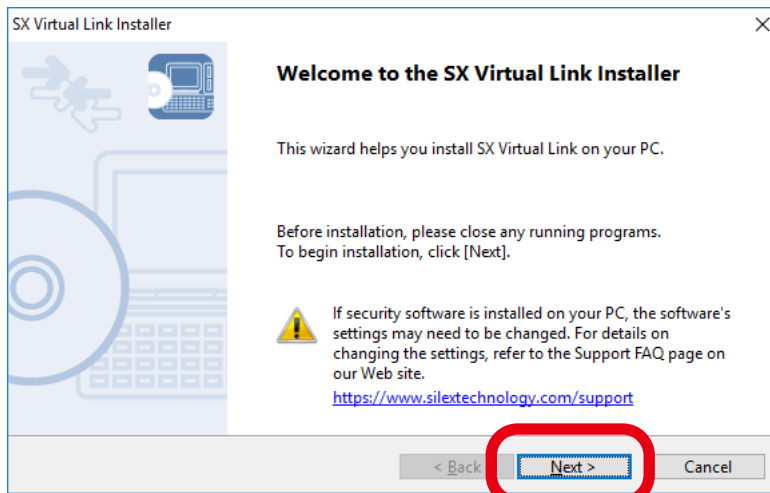 SX Virtual Link Installer
Welcome to the SX Virtual Link Installer
This wizard helps you install SX Virtual Link on your PC.
Before installation, please close any running programs.
To begin installation, click [Next].
If security software is installed on your PC, the software's
settings may need to be changed. For details on
changing the settings, refer to the Support FAQ page on
our Web site.
https://www.silextechnology.com/support
< Back Next > Cancel